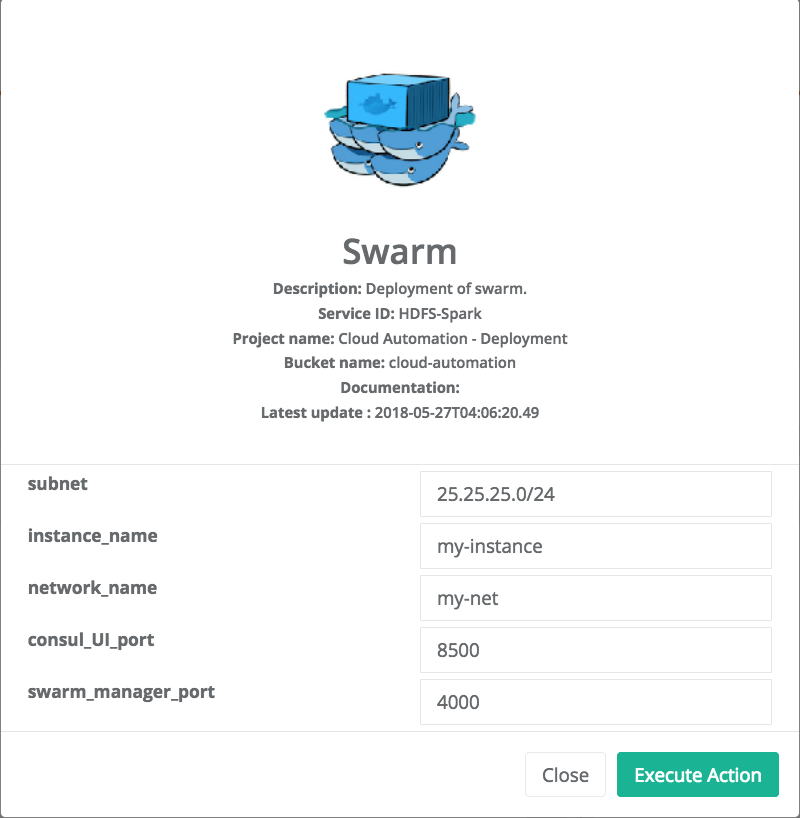 Swarm
Description: Deployment of swarm.
Service ID: HDFS-Spark
Project name: Cloud Automation - Deployment
Bucket name: cloud-automation
Documentation:
Latest update : 2018-05-27T04:06:20.49
subnet 25.25.25.0/24
instance_name my-instance
network_name my-net
consul_UI_port 8500
swarm_manager_port 4000
Close Execute Action